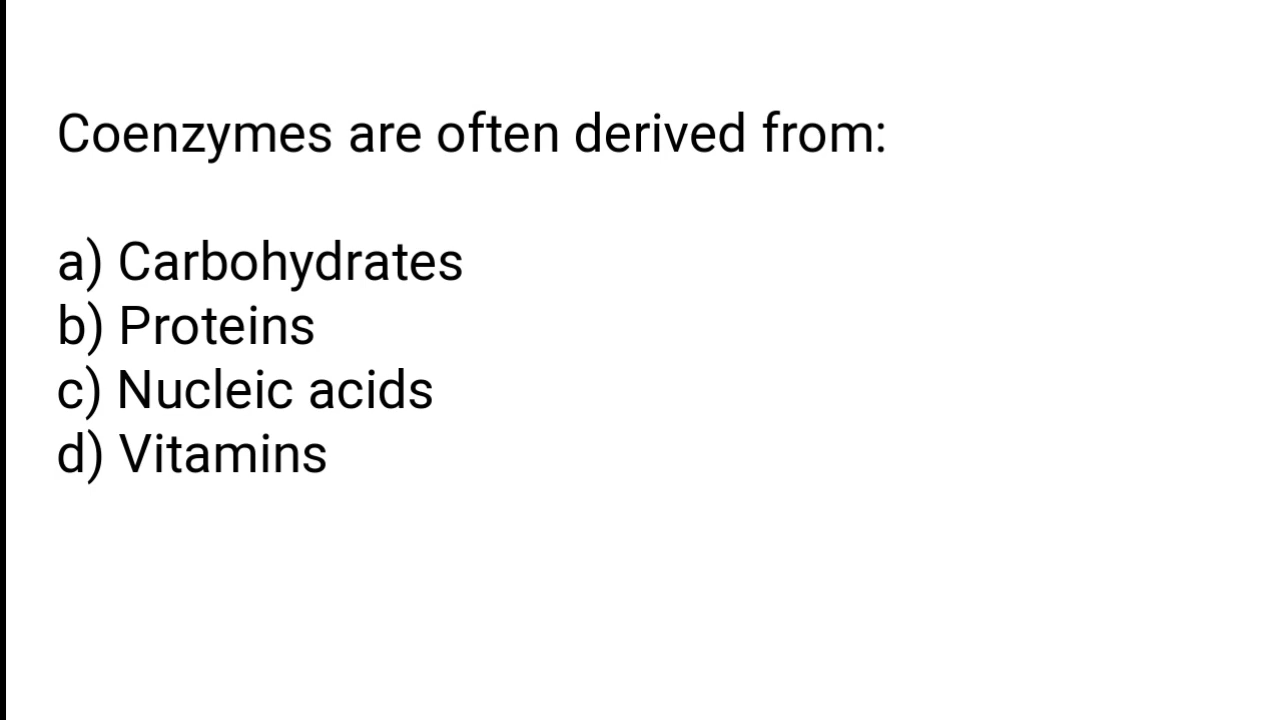 Coenzymes are often derived from:
a) Carbohydrates
b) Proteins
c) Nucleic acids
d) Vitamins